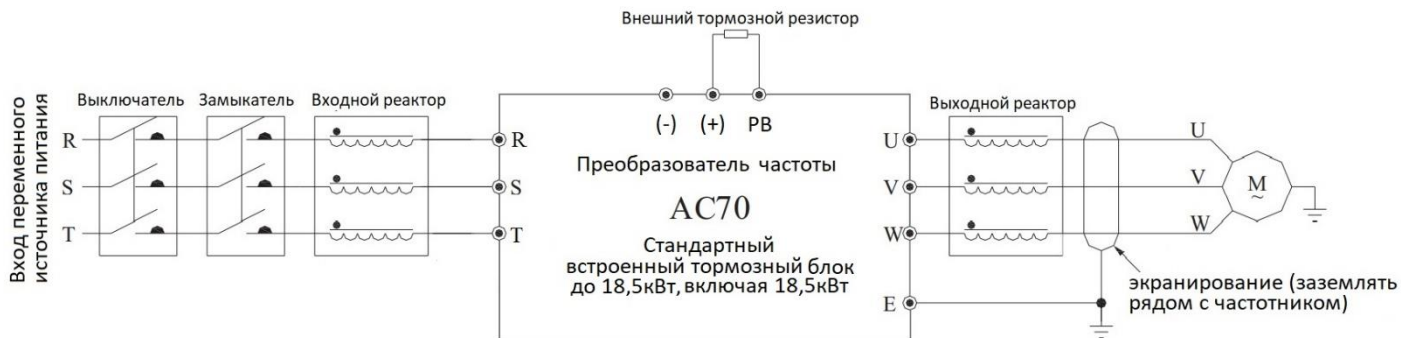 Внешний тормозной резистор
Вход переменного
источника питания
Выключатель
Замыкатель
Входной реактор
R
S
T
R
S
T
(-) (+) PB
Преобразователь частоты
AC70
Стандартный
встроенный тормозный блок
до 18,5кВт, включая 18,5кВт
U
V
W
E
Выходной реактор
U
V
W
M
~
экранирование (заземлять
рядом с частотником)